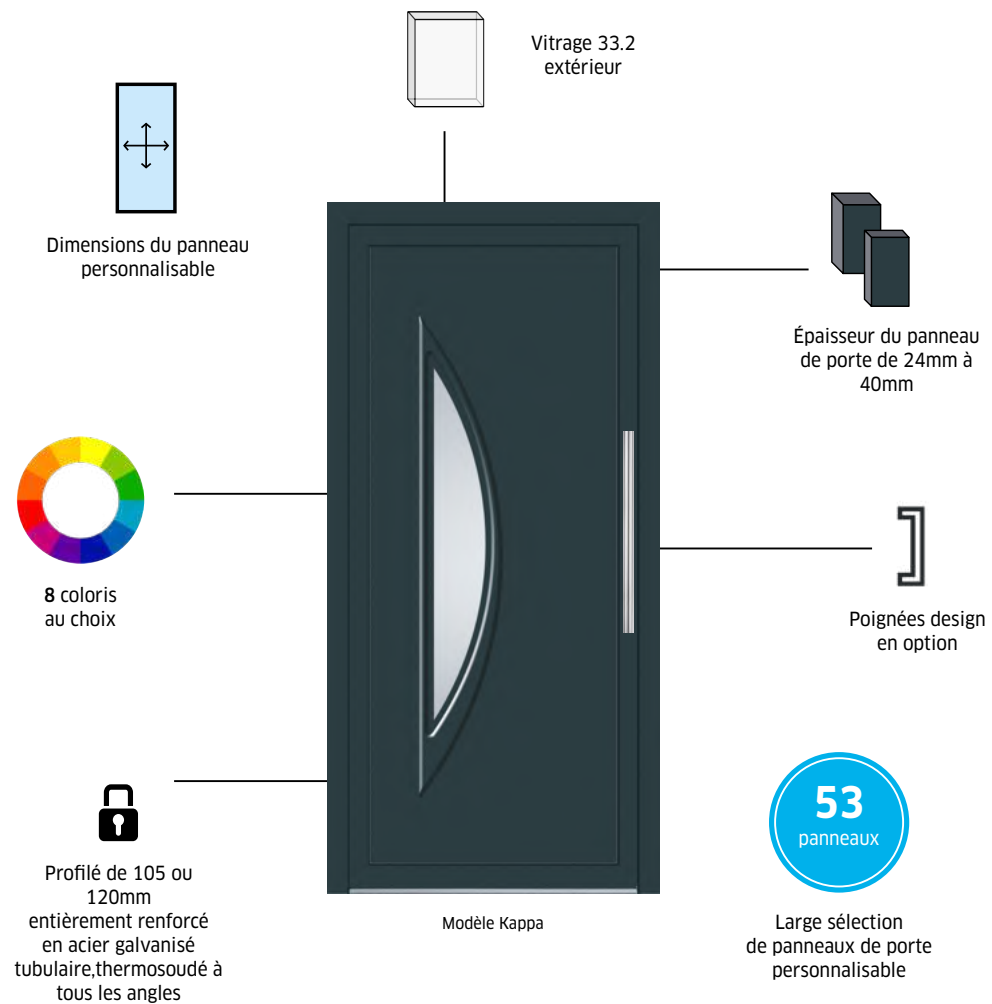 Vitrage 33.2
extérieur
Dimensions du panneau
personnalisable
Épaisseur du panneau
de porte de 24mm à
40mm
8 coloris
au choix
Poignées design
en option
Profilé de 105 ou
120mm
entièrement renforcé
en acier galvanisé
tubulaire,thermosoudé à
tous les angles
Modèle Kappa
53
panneaux
Large sélection
de panneaux de porte
personnalisable